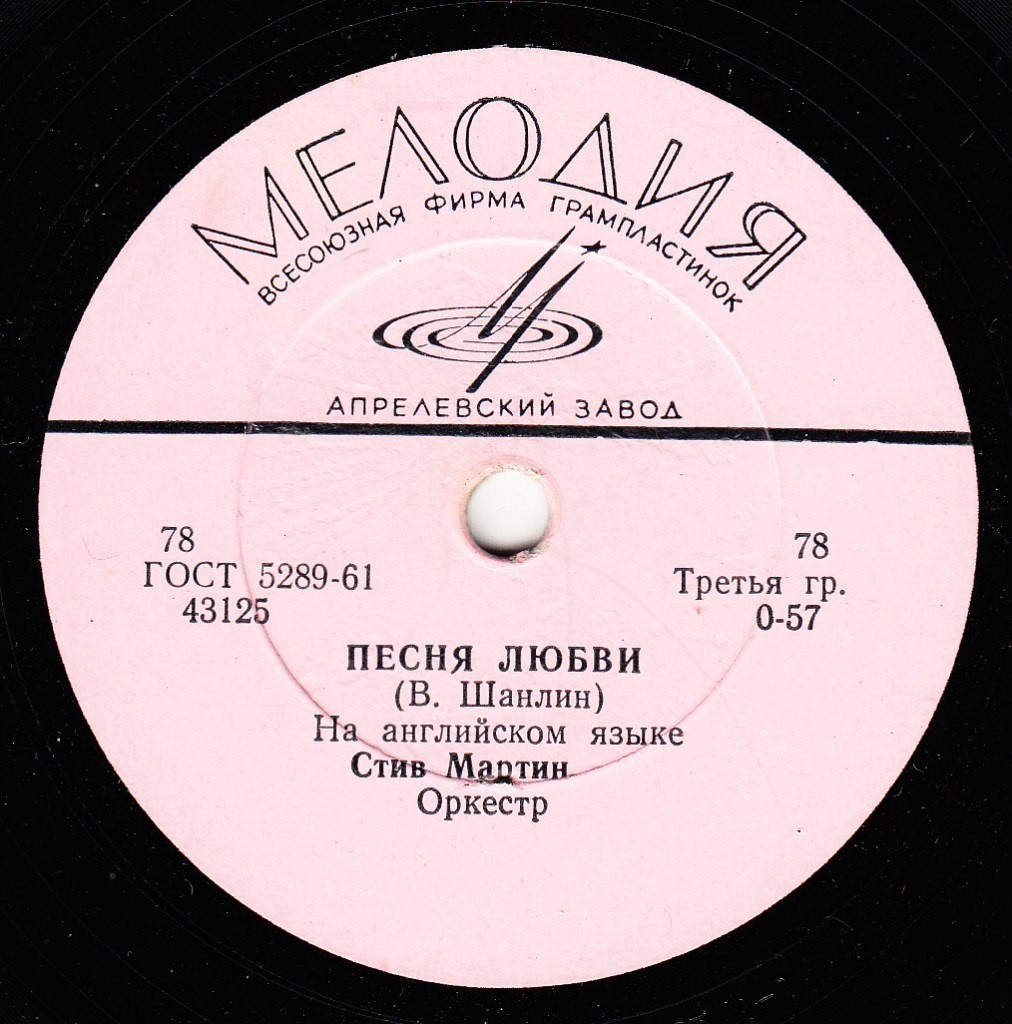 МЕЛОДИЯ
ВСЕСОЮЗНАЯ ФИРМА ГРАМПЛАСТИНОК
АПРЕЛЕВСКИЙ ЗАВОД
78
ГОСТ 5289-61
43125
78
Третья гр.
0-57
ПЕСНЯ ЛЮБВИ
(В. Шанлин)
На английском языке
Стив Мартин
Оркестр